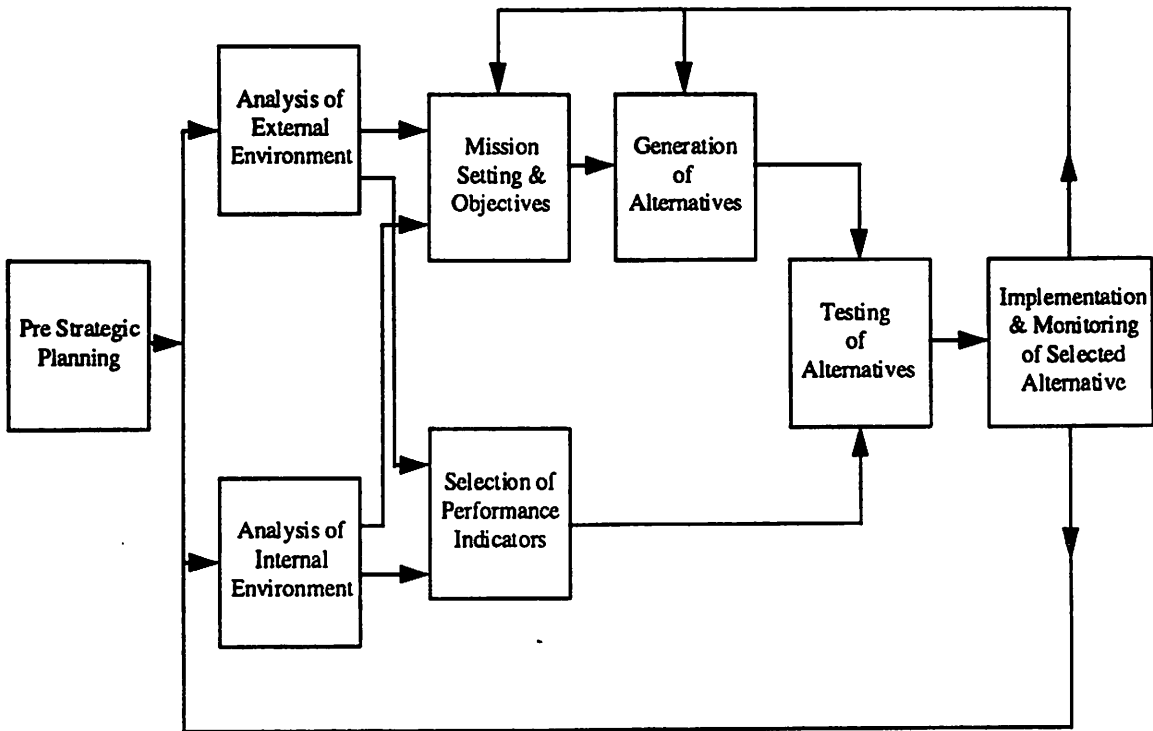 Pre Strategic
Planning
Analysis of
External
Environment
Analysis of
Internal
Environment
Mission
Setting &
Objectives
Selection of
Performance
Indicators
Generation
of
Alternatives
Testing
of
Alternatives
Implementation
& Monitoring
of Selected
Alternative